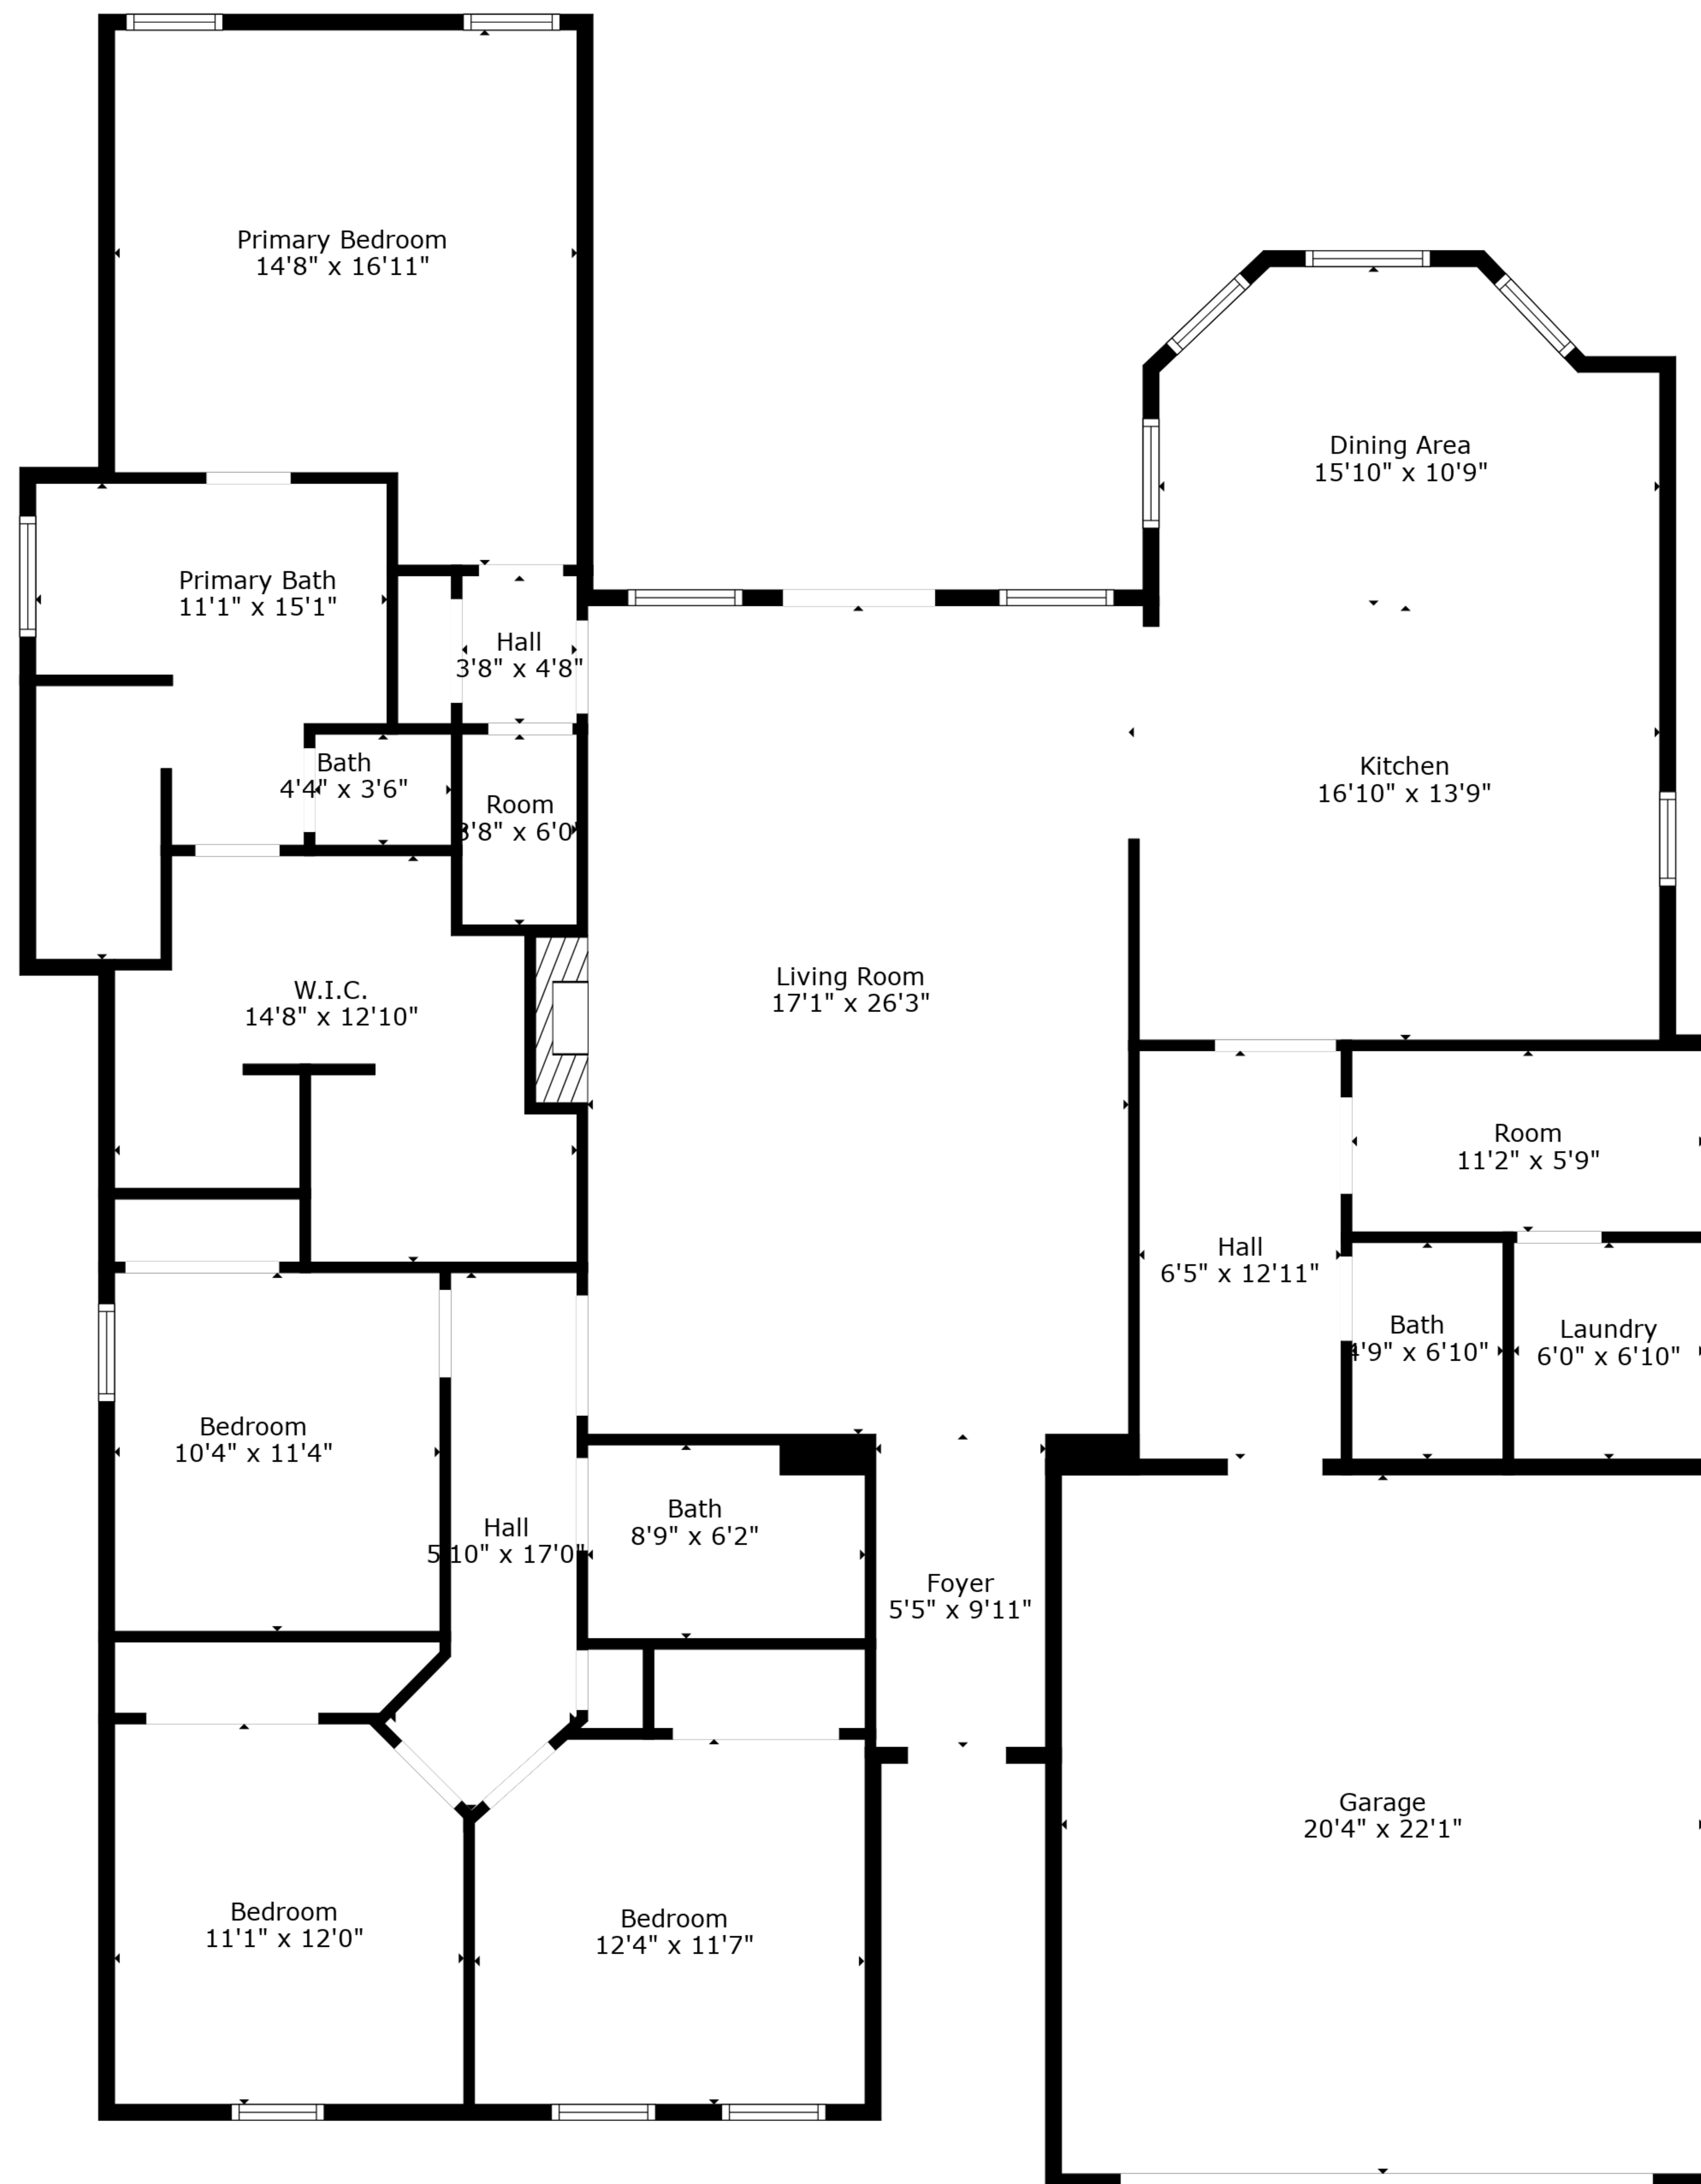 Primary Bedroom
14'8" x 16'11"
Dining Area
15'10" x 10'9"
Primary Bath
11'1" x 15'1"
Hall
3'8" x 4'8"
Bath
4'4" x 3'6"
Room
3'8" x 6'0"
Kitchen
16'10" x 13'9"
Living Room
17'1" x 26'3"
W.I.C.
14'8" x 12'10"
Room
11'2" x 5'9"
Hall
6'5" x 12'11"
Bath
4'9" x 6'10"
Laundry
6'0" x 6'10"
Bedroom
10'4" x 11'4"
Hall
5'10" x 17'0"
Bath
8'9" x 6'2"
Foyer
5'5" x 9'11"
Garage
20'4" x 22'1"
Bedroom
11'1" x 12'0"
Bedroom
12'4" x 11'7"